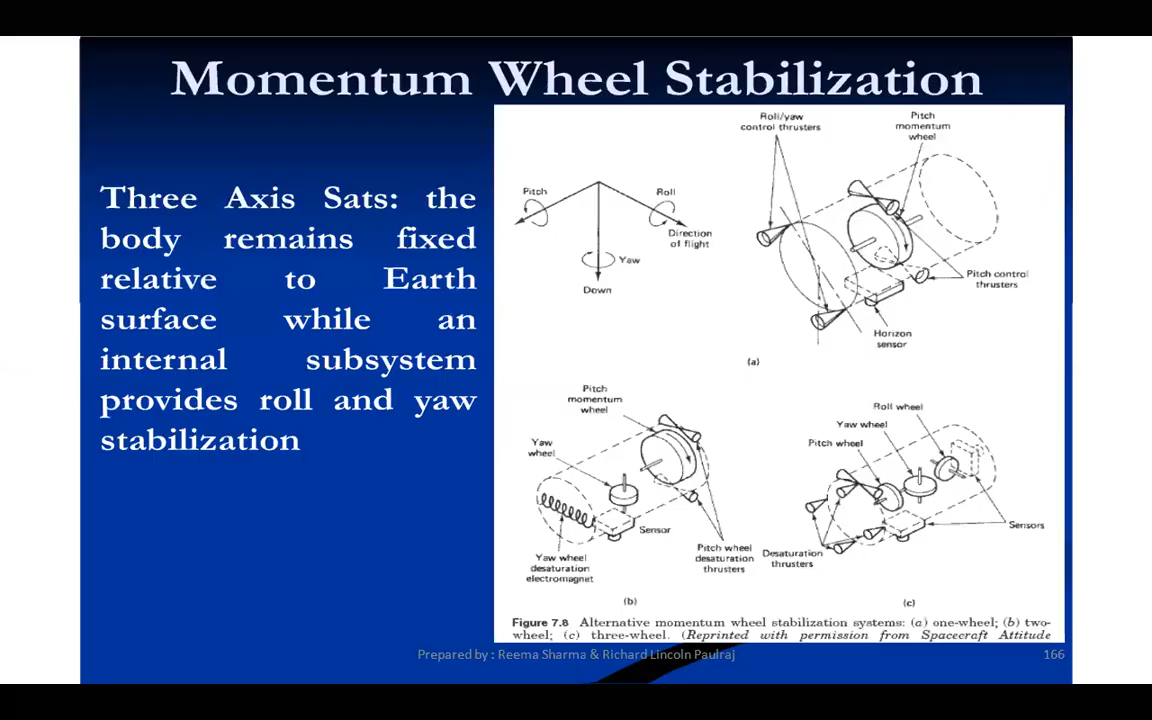 Momentum Wheel Stabilization
Three Axis Sats: the
body remains fixed
relative to Earth
surface while an
internal subsystem
provides roll and yaw
stabilization
Pitch
Roll
Direction
of flight
Yaw
Down
Roll/yaw
control thrusters
Pitch
momentum
wheel
Pitch control
thrusters
Horizon
sensor
(a)
Pitch
momentum
wheel
Yaw
wheel
Sensor
Yaw wheel
desaturation
electromagnet
Pitch wheel
desaturation
thrusters
(b)
Roll wheel
Yaw wheel
Pitch wheel
Sensors
Desaturation
thrusters
(c)
Figure 7.8 Alternative momentum wheel stabilization systems: (a) one-wheel; (b) two-
wheel; (c) three-wheel. (Reprinted with permission from Spacecraft Attitude
Prepared by : Reema Sharma & Richard Lincoln Paulraj
166